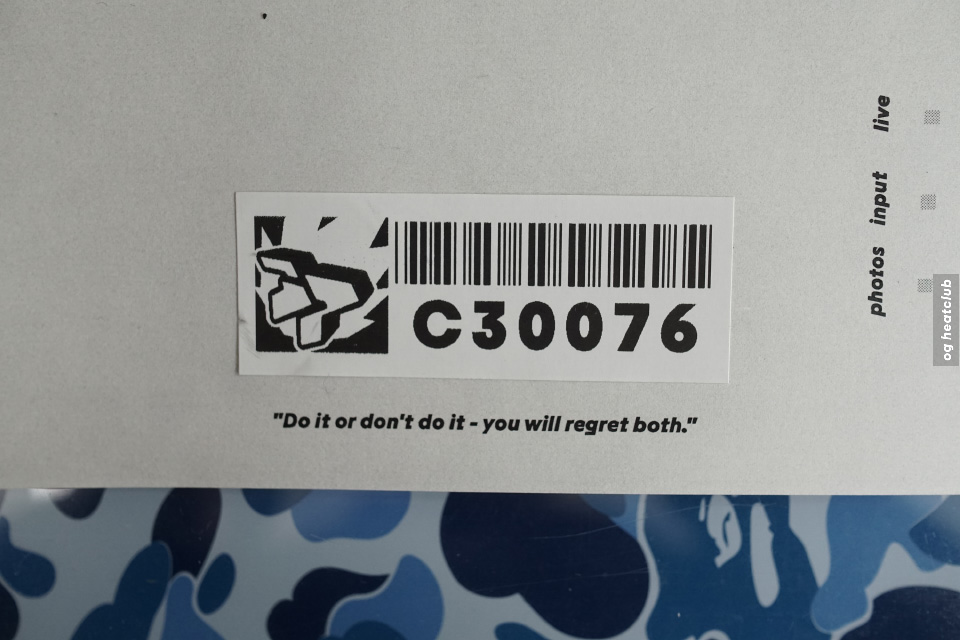 C30076
"Do it or don't do it - you will regret both."
photos input live
og heatclub